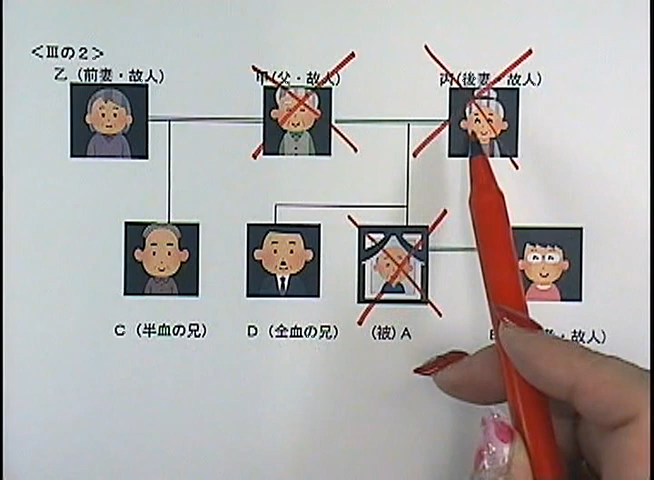 <Ⅲの2>
乙(前妻・故人)
甲(父・故人)
丙(後妻・故人)
C(半血の兄)
D(全血の兄)
(被)A
・故人)